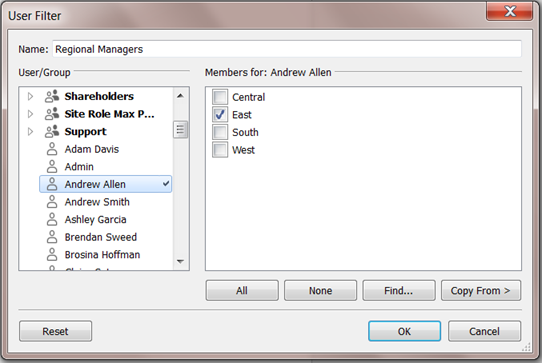 User Filter
Name: Regional Managers
User/Group
Shareholders
Site Role Max P...
Support
Adam Davis
Admin
Andrew Allen
Andrew Smith
Ashley Garcia
Brendan Sweed
Brosina Hoffman
Members for: Andrew Allen
Central
East
South
West
All
None
Find...
Copy From >
Reset
OK
Cancel